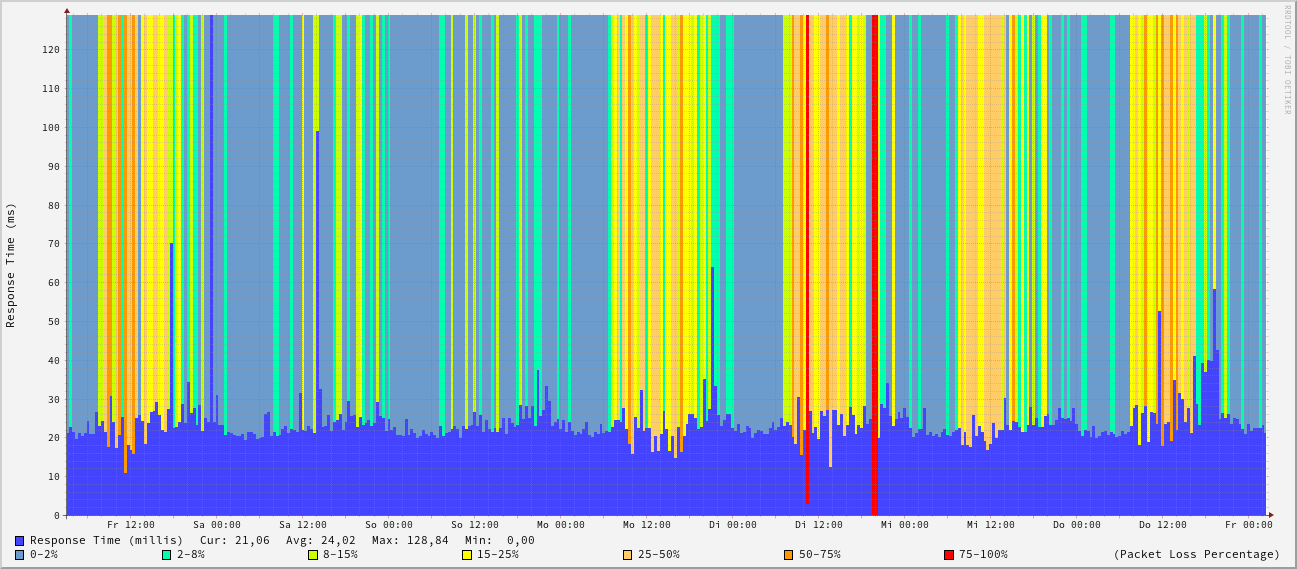 RRDTOOL / TOBI OETIKER
Response Time (ms)
120
110
100
90
80
70
60
50
40
30
20
10
0
Fr 12:00 Sa 00:00 Sa 12:00 So 00:00 So 12:00 Mo 00:00 Mo 12:00 Di 00:00 Di 12:00 Mi 00:00 Mi 12:00 Do 00:00 Do 12:00 Fr 00:00
Response Time (millis) Cur: 21,06 Avg: 24,02 Max: 128,84 Min: 0,00
0-2% 2-8% 8-15% 15-25% 25-50% 50-75% 75-100% (Packet Loss Percentage)